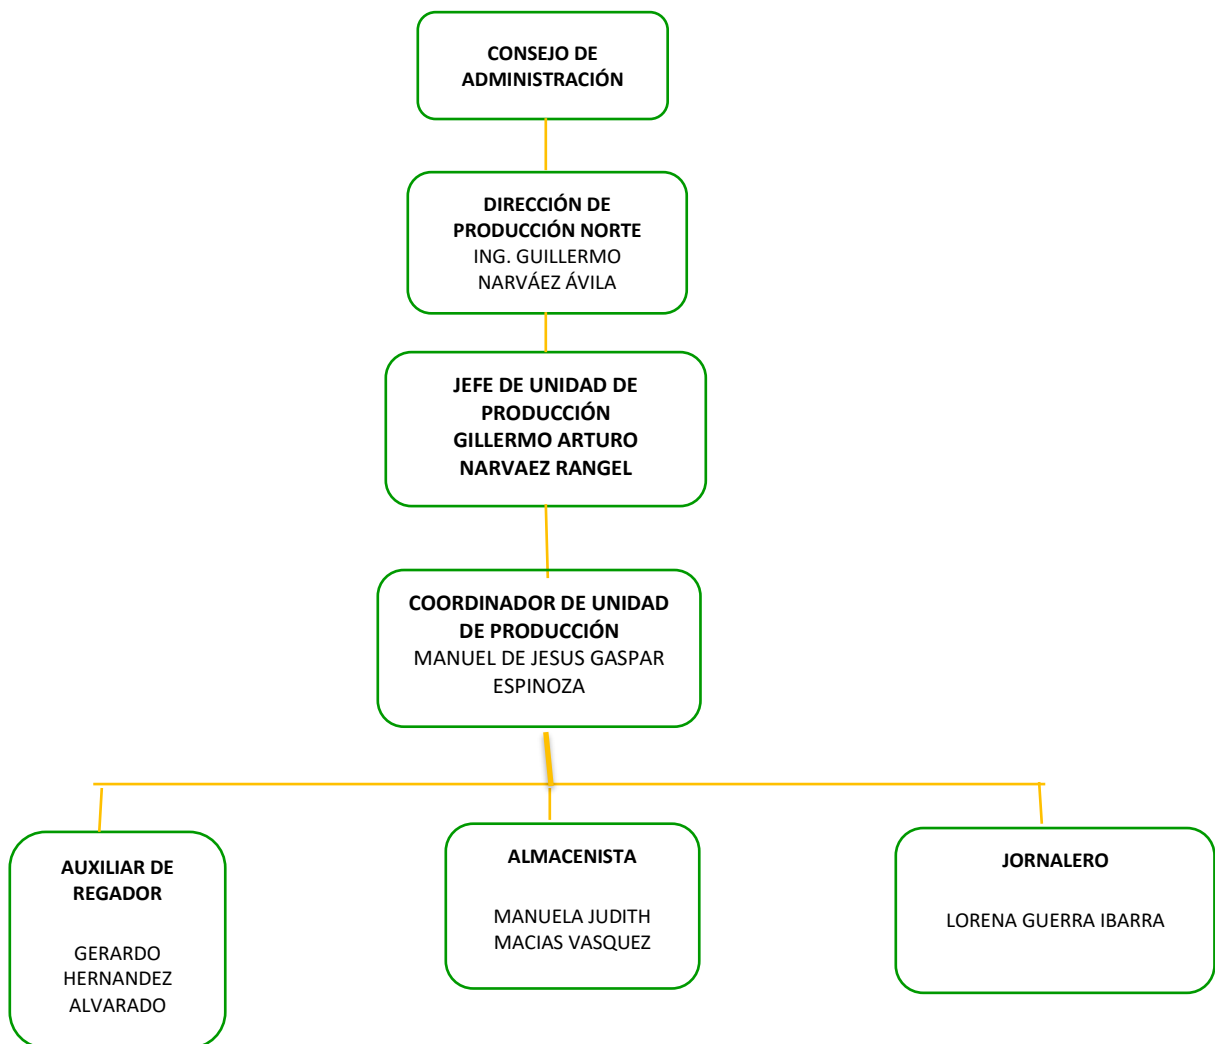 CONSEJO DE
ADMINISTRACIÓN
DIRECCIÓN DE
PRODUCCIÓN NORTE
ING. GUILLERMO
NARVÁEZ ÁVILA
JEFE DE UNIDAD DE
PRODUCCIÓN
GILLERMO ARTURO
NARVAEZ RANGEL
COORDINADOR DE UNIDAD
DE PRODUCCIÓN
MANUEL DE JESUS GASPAR
ESPINOZA
AUXILIAR DE
REGADOR
GERARDO
HERNANDEZ
ALVARADO
ALMACENISTA
MANUELA JUDITH
MACIAS VASQUEZ
JORNALERO
LORENA GUERRA IBARRA